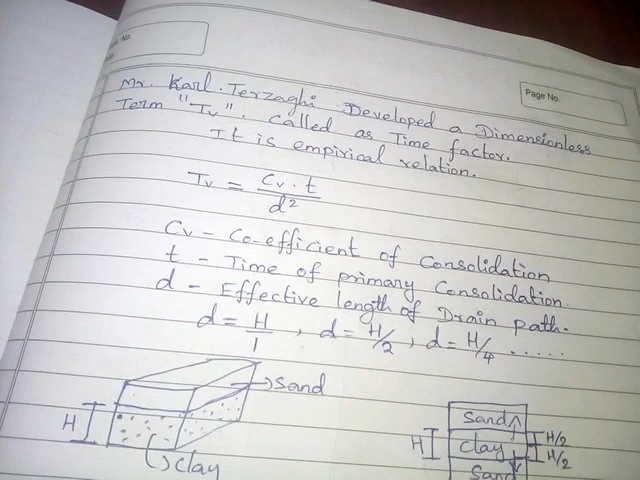 No.
Page No.
Mr. Karl. Terzaghi Developed a Dimensionless
Term "Tv". called as Time factor.
It is empirical relation.
Tv = Cv . t / d²
Cv - Co-efficient of Consolidation
t - Time of primary Consolidation.
d - Effective length of Drain path.
d = H/1 , d = H/2 , d = H/4 .....
Sand
H
clay
Sand
H
clay
H/2
H/2
Sand